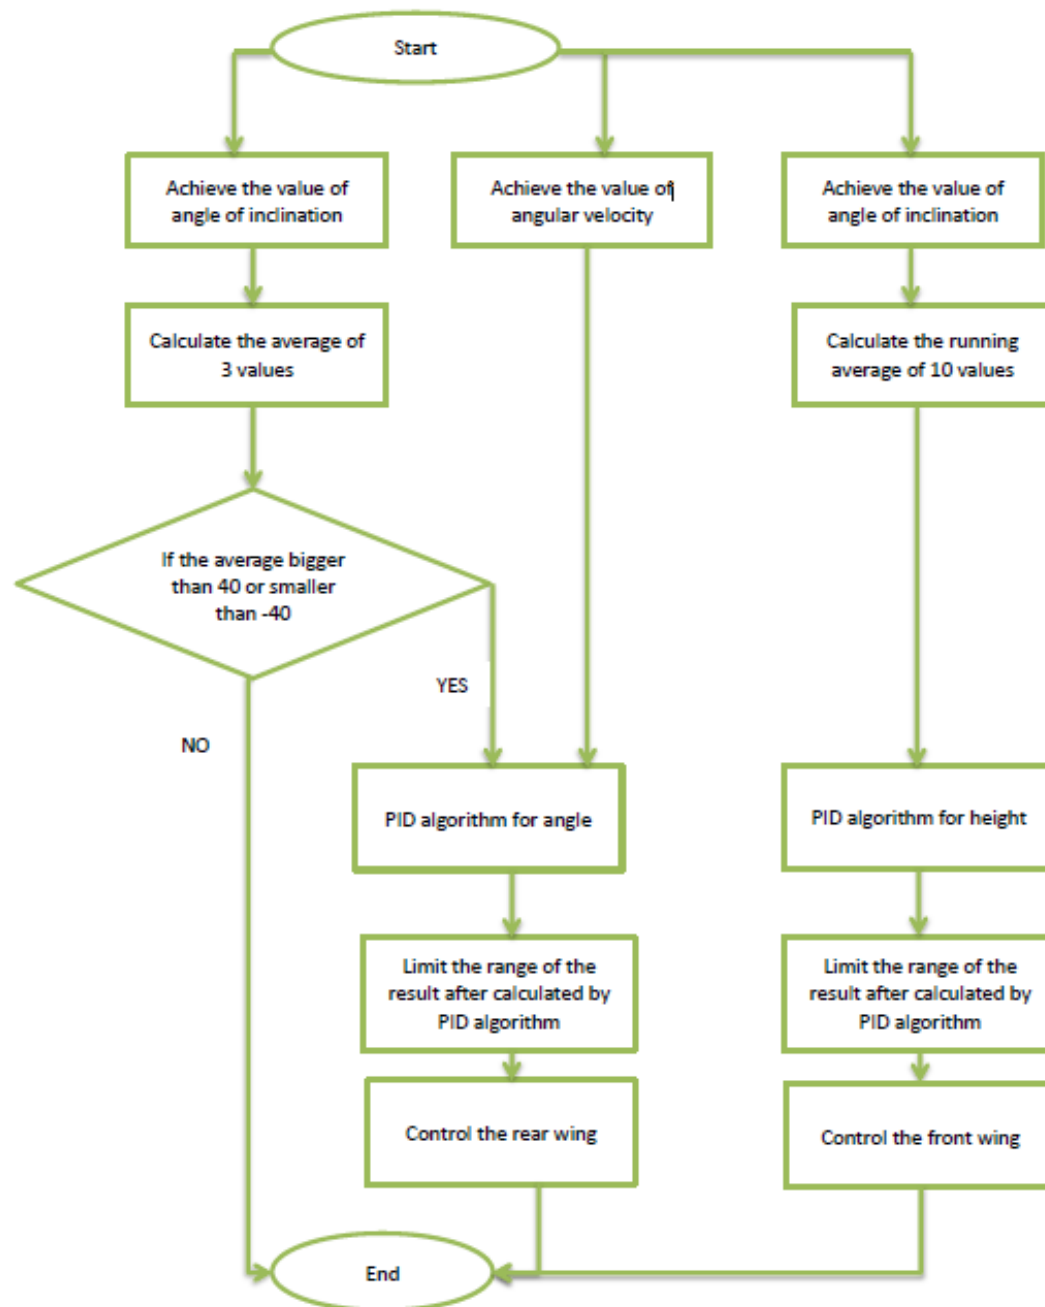 Start
Achieve the value of
angle of inclination
Achieve the value of
angular velocity
Achieve the value of
angle of inclination
Calculate the average of
3 values
Calculate the running
average of 10 values
If the average bigger
than 40 or smaller
than -40
YES
NO
PID algorithm for angle
PID algorithm for height
Limit the range of the
result after calculated by
PID algorithm
Limit the range of the
result after calculated by
PID algorithm
Control the rear wing
Control the front wing
End